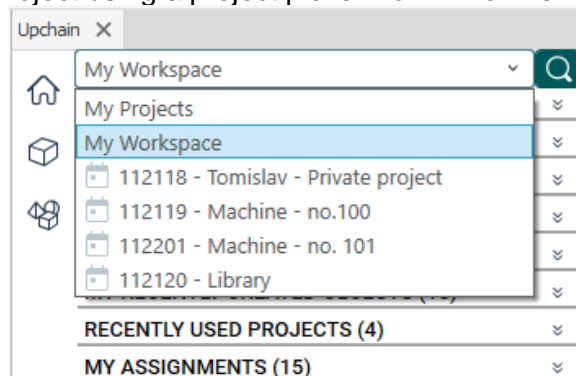 Upchain
My Workspace
My Projects
My Workspace
112118 - Tomislav - Private project
112119 - Machine - no.100
112201 - Machine - no. 101
112120 - Library
RECENTLY USED PROJECTS (4)
MY ASSIGNMENTS (15)